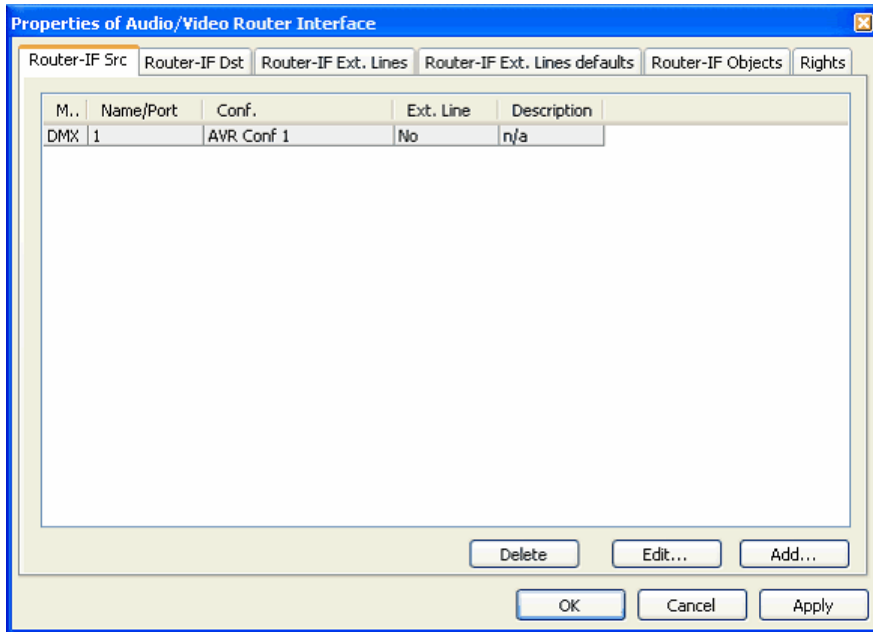 Properties of Audio/Video Router Interface
Router-IF Src Router-IF Dst Router-IF Ext. Lines Router-IF Ext. Lines defaults Router-IF Objects Rights
M.. Name/Port Conf. Ext. Line Description
DMX 1 AVR Conf 1 No n/a
Delete Edit... Add...
OK Cancel Apply